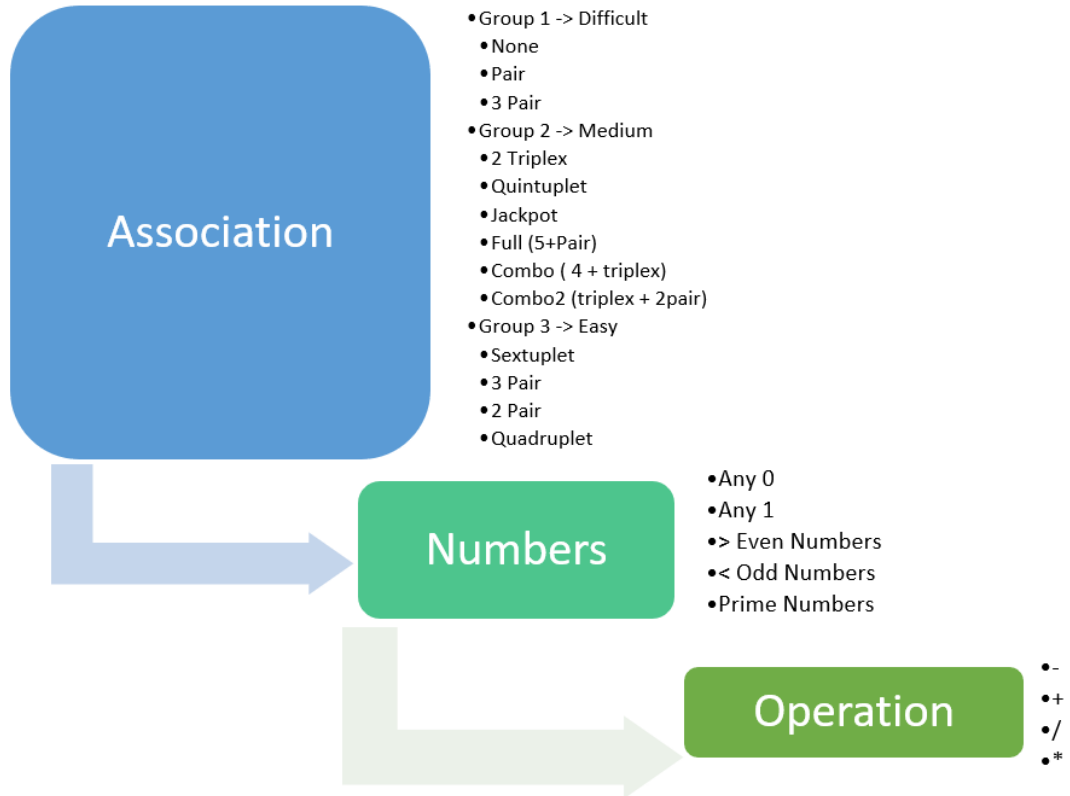 Association
•Group 1 -> Difficult
•None
•Pair
•3 Pair
•Group 2 -> Medium
•2 Triplex
•Quintuplet
•Jackpot
•Full (5+Pair)
•Combo ( 4 + triplex)
•Combo2 (triplex + 2pair)
•Group 3 -> Easy
•Sextuplet
•3 Pair
•2 Pair
•Quadruplet
Numbers
•Any 0
•Any 1
•> Even Numbers
•< Odd Numbers
•Prime Numbers
Operation
•-
•+
•/
•*